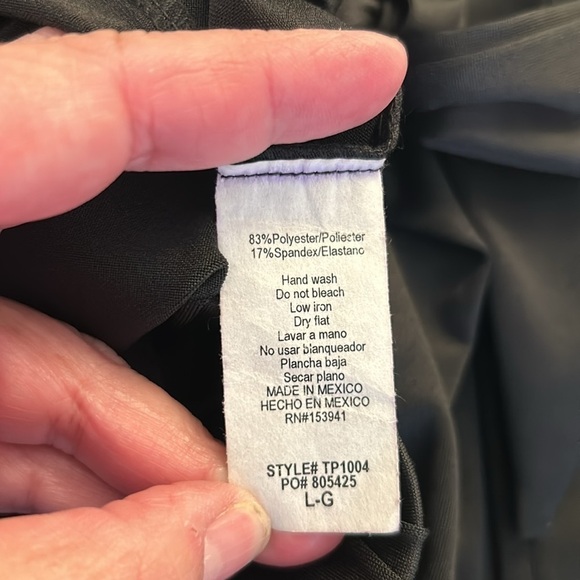 83%Polyester/Poliézter
17%Spandex/Elastano
Hand wash
Do not bleach
Low iron
Dry flat
Lavar a mano
No usar blanqueador
Plancha baja
Secar plano
MADE IN MEXICO
HECHO EN MEXICO
RN#153941
STYLE# TP1004
PO# 805425
L-G